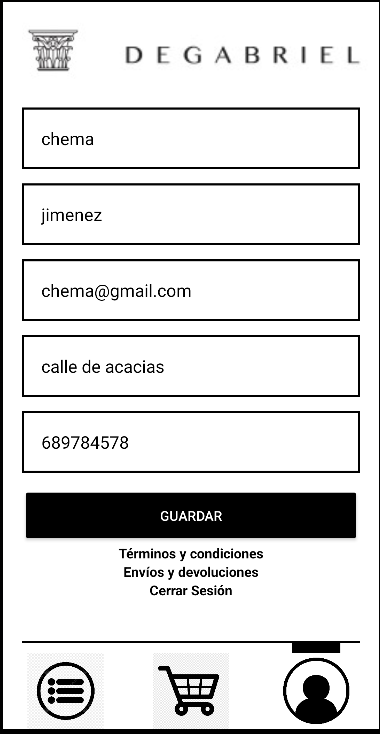 DEGABRIEL
chema
jimenez
chema@gmail.com
calle de acacias
689784578
GUARDAR
Términos y condiciones
Envíos y devoluciones
Cerrar Sesión